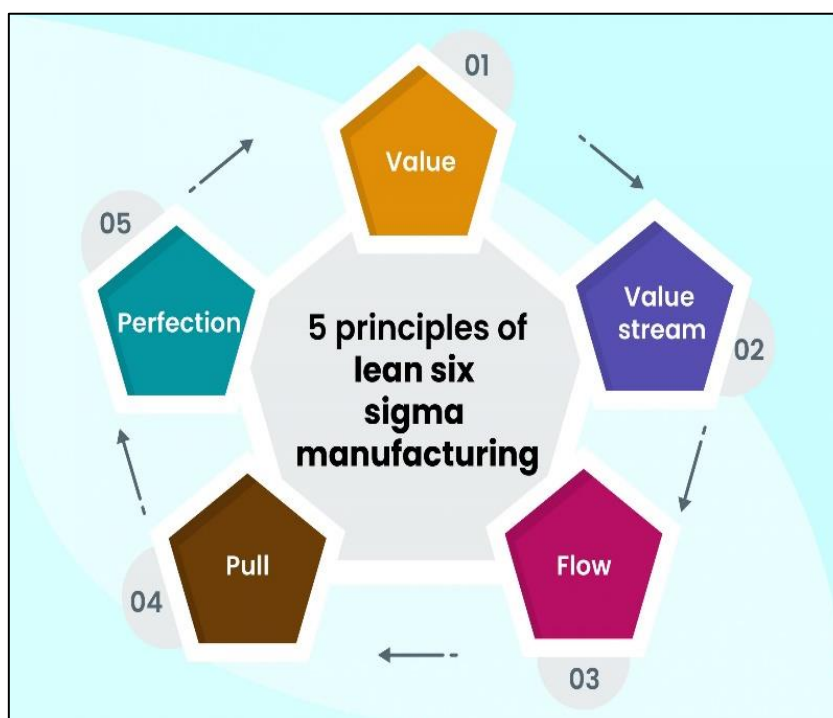 01
Value
Value
stream
02
Flow
03
Pull
04
Perfection
05
5 principles of
lean six
sigma
manufacturing